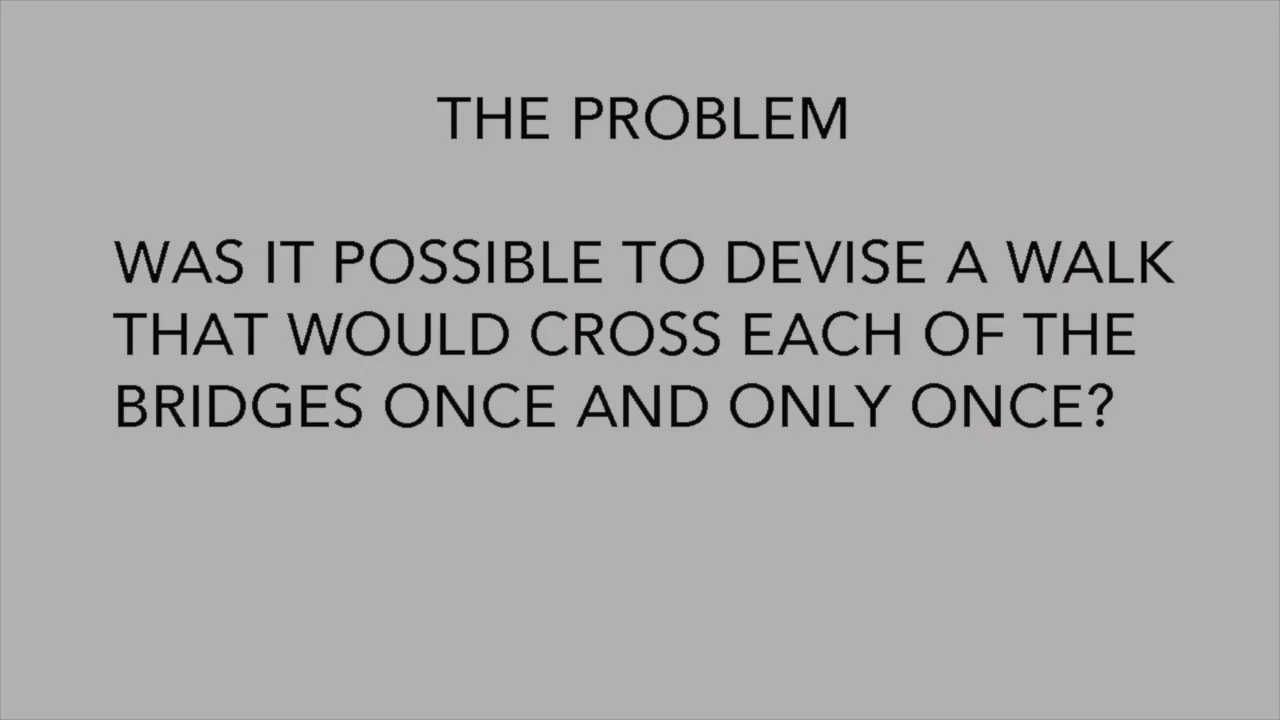 THE PROBLEM
WAS IT POSSIBLE TO DEVISE A WALK
THAT WOULD CROSS EACH OF THE
BRIDGES ONCE AND ONLY ONCE?